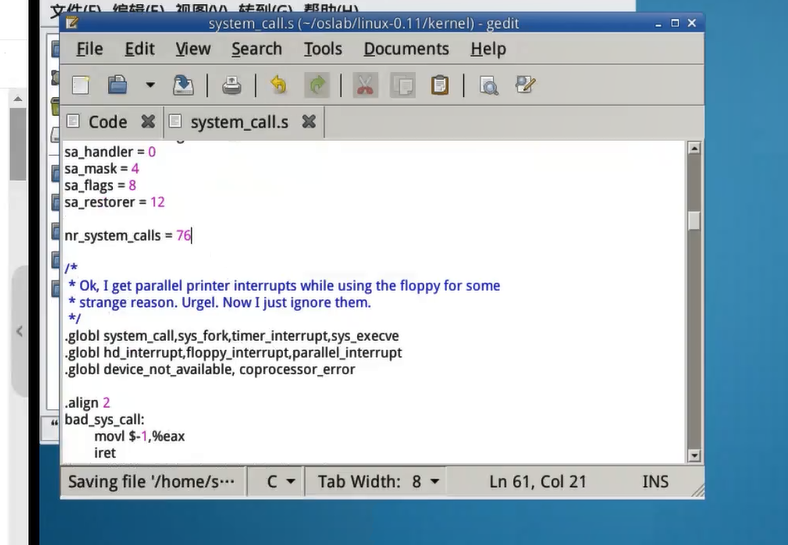 文件(F) 编辑(E) 视图(V) 转到(G) 帮助(H)
system_call.s (~/oslab/linux-0.11/kernel) - gedit
File Edit View Search Tools Documents Help
Code system_call.s
sa_handler = 0
sa_mask = 4
sa_flags = 8
sa_restorer = 12
nr_system_calls = 76
/*
* Ok, I get parallel printer interrupts while using the floppy for some
* strange reason. Urgel. Now I just ignore them.
*/
.globl system_call,sys_fork,timer_interrupt,sys_execve
.globl hd_interrupt,floppy_interrupt,parallel_interrupt
.globl device_not_available, coprocessor_error
.align 2
bad_sys_call:
movl $-1,%eax
iret
Saving file '/home/s⋯ C Tab Width: 8 Ln 61, Col 21 INS